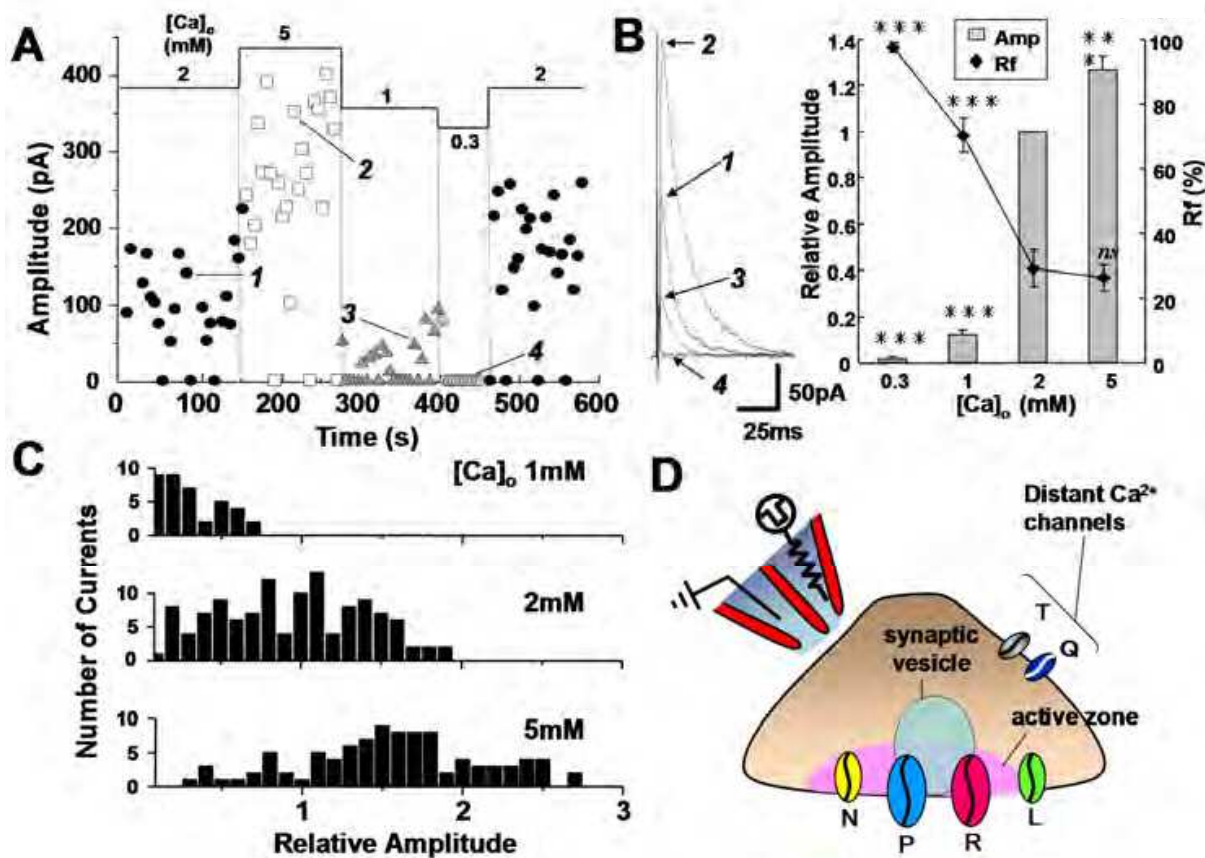 A
[Ca]o
(mM)
2
5
1
0.3
2
Amplitude (pA)
400
300
200
100
0
1
2
3
4
0
100
200
300
400
500
600
Time (s)
B
2
1
3
4
50pA
25ms
Relative Amplitude
1.4
1.2
1
0.8
0.6
0.4
0.2
0
Amp
Rf
***
***
***
***
**
*
ns
100
80
60
40
20
0
Rf (%)
0.3
1
2
5
[Ca]o (mM)
C
Number of Currents
[Ca]o 1mM
10
5
0
2mM
10
5
0
5mM
10
5
0
1
2
3
Relative Amplitude
D
Distant Ca2+
channels
T
Q
synaptic
vesicle
active zone
N
P
R
L